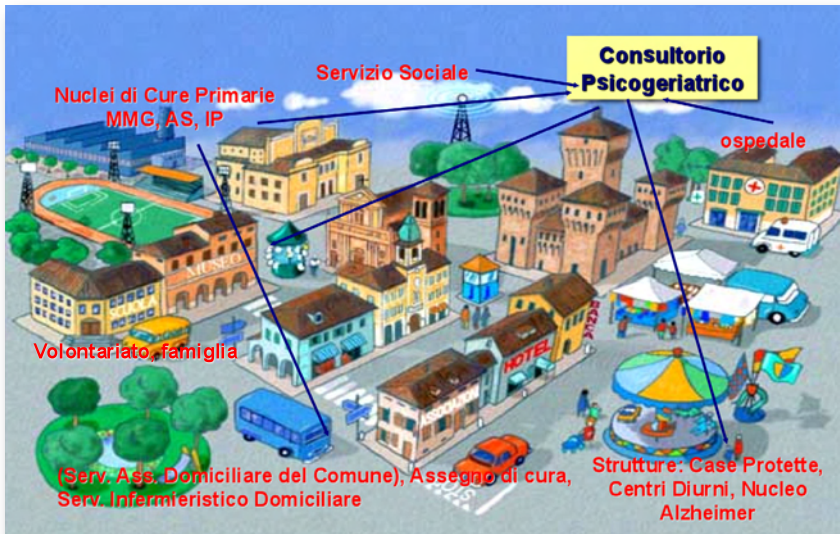 Consultorio
Psicogeriatrico
Servizio Sociale
Nuclei di Cure Primarie
MMG, AS, IP
ospedale
MUSEO
SCUOLA
BANCA
HOTEL
Volontariato, famiglia
ASSOCIAZIONI
(Serv. Ass. Domiciliare del Comune), Assegno di cura,
Serv. Infermieristico Domiciliare
Strutture: Case Protette,
Centri Diurni, Nucleo
Alzheimer